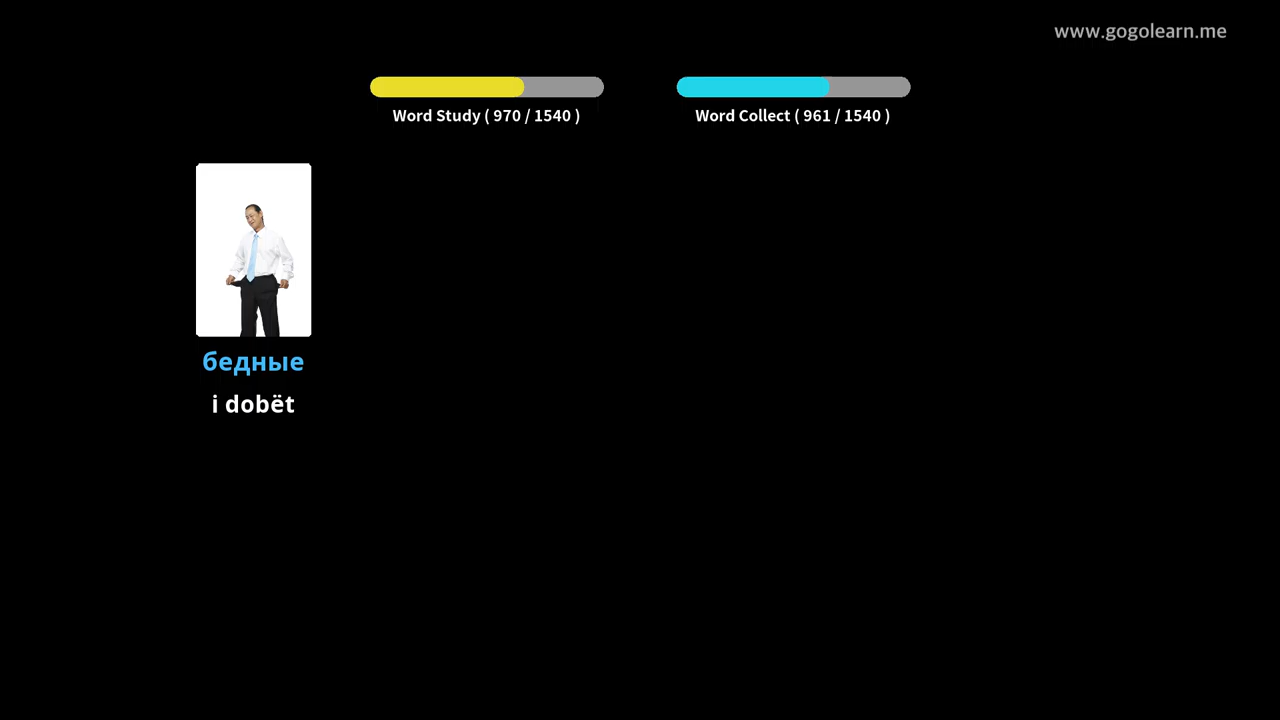 www.gogolearn.me
Word Study ( 970 / 1540 )
Word Collect ( 961 / 1540 )
бедные
i dobët